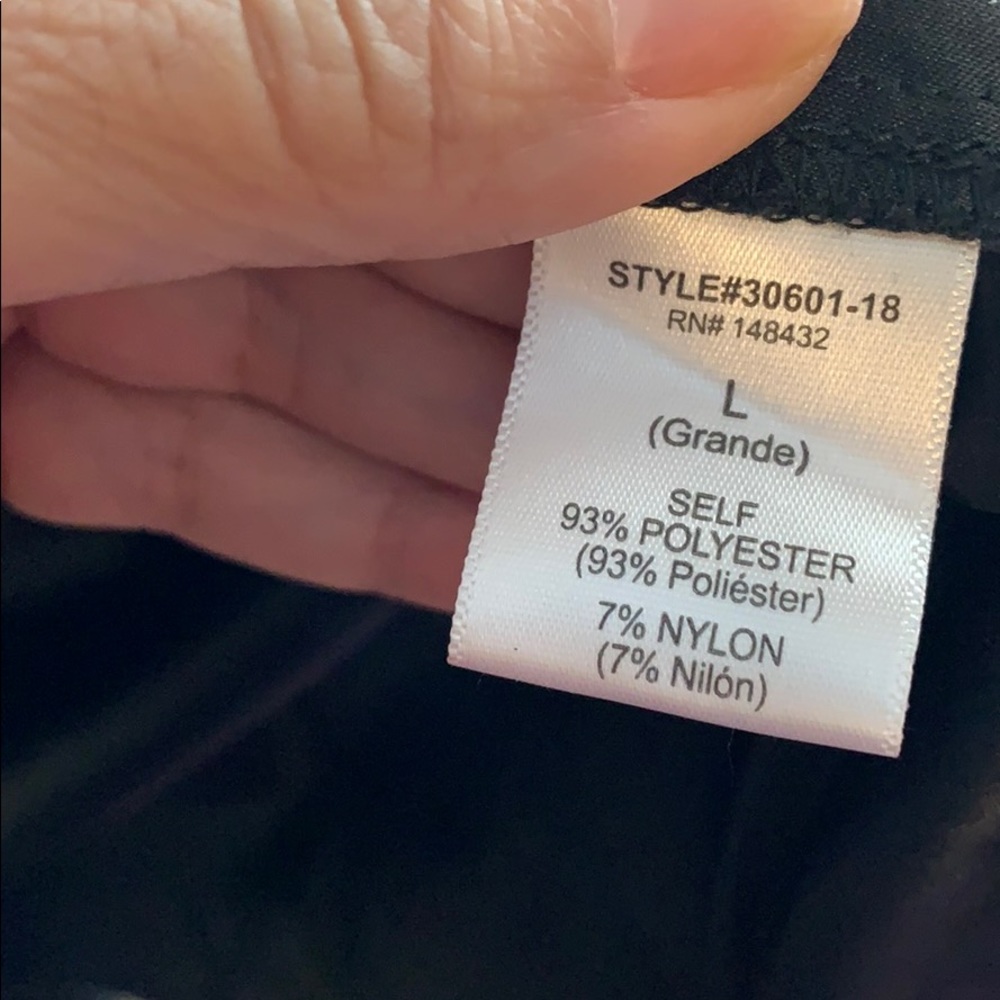 STYLE#30601-18
RN# 148432
L
(Grande)
SELF
93% POLYESTER
(93% Poliéster)
7% NYLON
(7% Nilón)